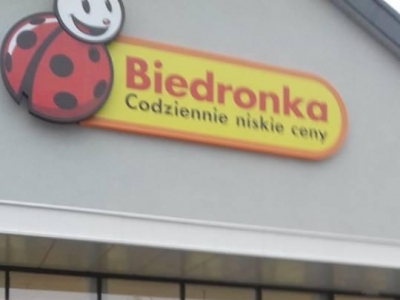 Biedronka
Codziennie niskie ceny